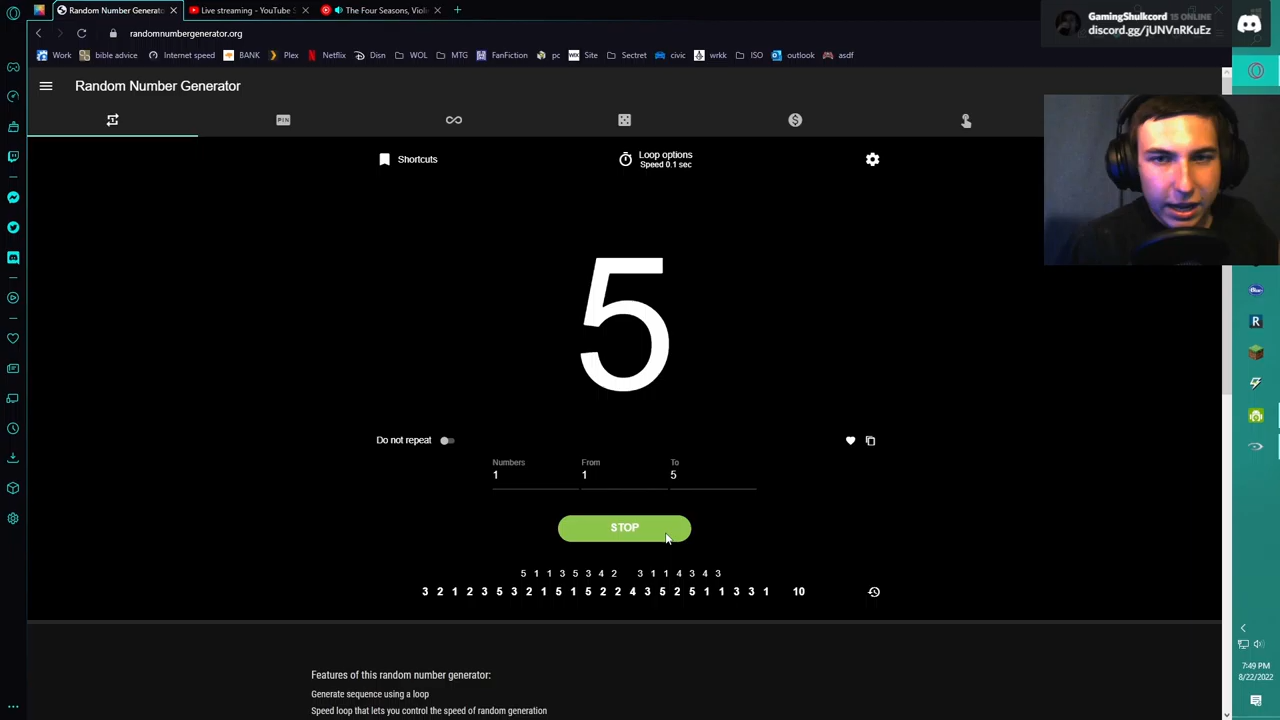 Random Number Generator
Live streaming - YouTube S
The Four Seasons, Violi
GamingShulkcord 15 ONLINE
discord.gg/jUNVnRKuEz
randomnumbergenerator.org
Work bible advice Internet speed BANK Plex Netflix Disn WOL MTG FanFiction pc Site Sectret civic wrkk ISO outlook asdf
Random Number Generator
PIN
Shortcuts
Loop options
Speed 0.1 sec
5
Do not repeat
Numbers From To
1 1 5
STOP
5 1 1 3 5 3 4 2 3 1 1 4 3 4 3
3 2 1 2 3 5 3 2 1 5 1 5 2 2 4 3 5 2 5 1 1 3 3 1 10
Features of this random number generator:
Generate sequence using a loop
Speed loop that lets you control the speed of random generation
7:49 PM
8/22/2022